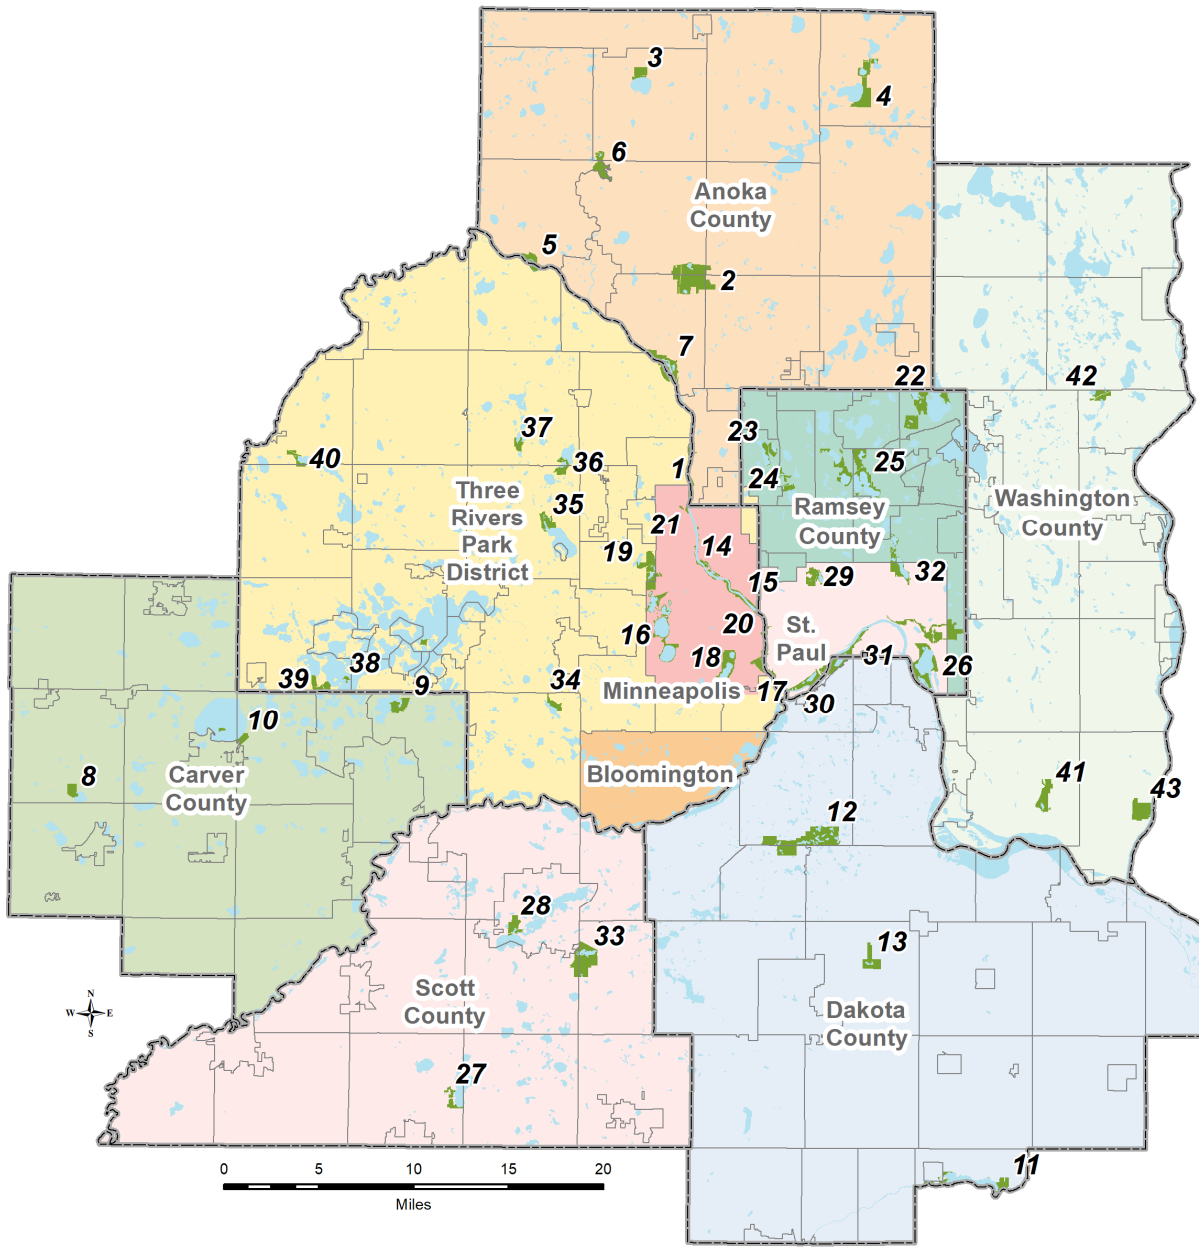 3
4
6
Anoka
County
5
2
7
22
42
23
37
40
36
1
25
24
Three
Rivers
Park
District
35
Ramsey
County
Washington
County
21
14
19
15
29
32
16
20
St.
Paul
18
31
26
39
38
9
34
Minneapolis
17
30
10
8
Carver
County
Bloomington
41
43
12
28
33
13
Scott
County
Dakota
County
N
W E
S
27
11
0 5 10 15 20
Miles